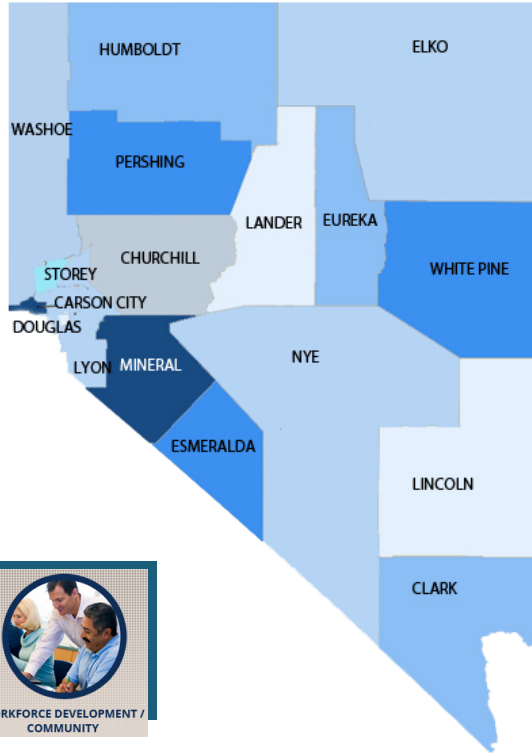 HUMBOLDT
ELKO
WASHOE
PERSHING
LANDER
EUREKA
CHURCHILL
WHITE PINE
STOREY
CARSON CITY
DOUGLAS
LYON
MINERAL
NYE
ESMERALDA
LINCOLN
CLARK
RKFORCE DEVELOPMENT /
COMMUNITY